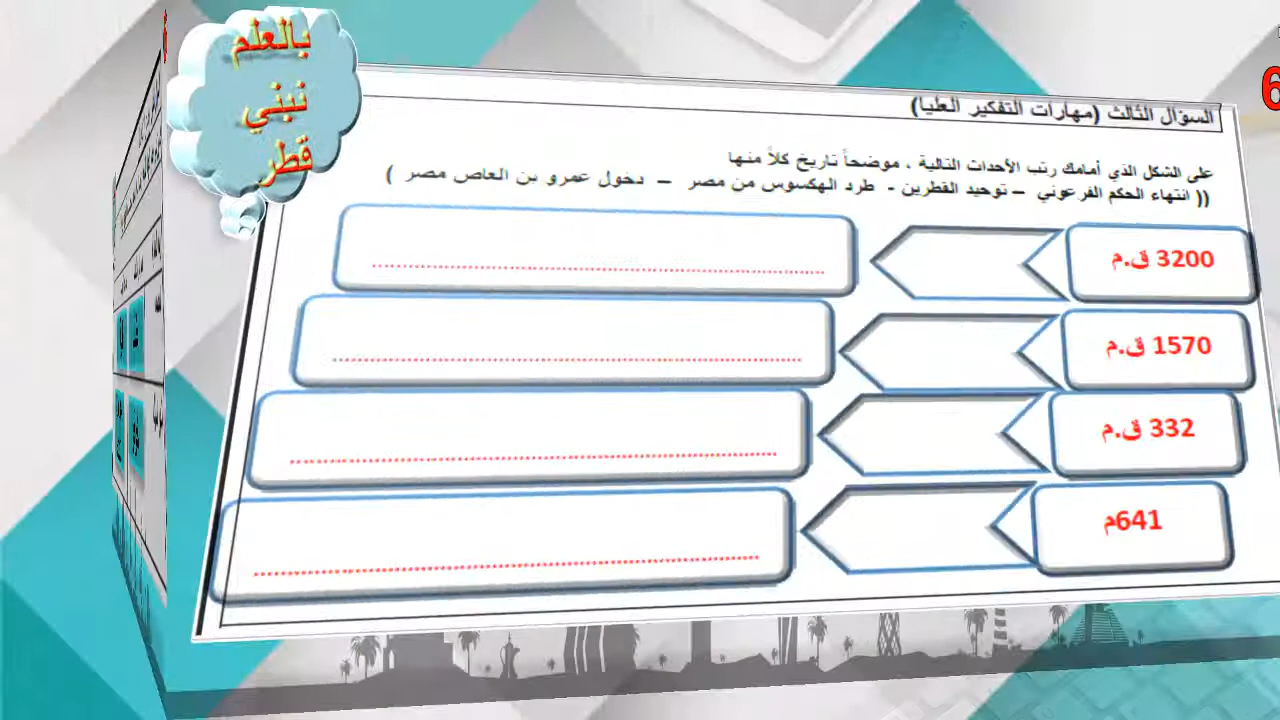 بالعلم
نبني
قطر
6
السؤال الثالث (مهارات التفكير العليا)
على الشكل الذي أمامك رتب الأحداث التالية ، موضحاً تاريخ كلاً منها
(( انتهاء الحكم الفرعوني – توحيد القطرين - طرد الهكسوس من مصر – دخول عمرو بن العاص مصر )
3200 ق.م
1570 ق.م
332 ق.م
641م